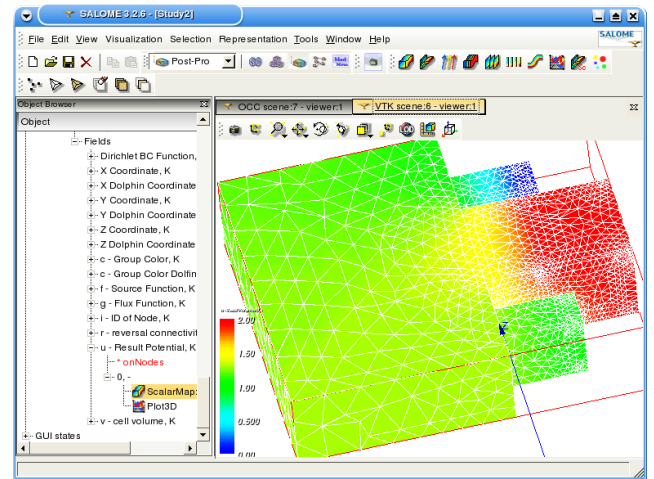 SALOME 3.2.6 - [Study2]
File Edit View Visualization Selection Representation Tools Window Help
SALOME
Post-Pro
Object Browser
OCC scene:7 - viewer:1
VTK scene:6 - viewer:1
Object
Fields
Dirichlet BC Function,
X Coordinate, K
X Dolphin Coordinate
Y Coordinate, K
Y Dolphin Coordinate
Z Coordinate, K
Z Dolphin Coordinate
c - Group Color, K
c - Group Color Dolfin
f - Source Function, K
g - Flux Function, K
i - ID of Node, K
r - reversal connectivit
u - Result Potential, K
* onNodes
0, -
ScalarMap:
Plot3D
v - cell volume, K
GUI states
2.00
1.50
1.00
0.500
0.00
Z